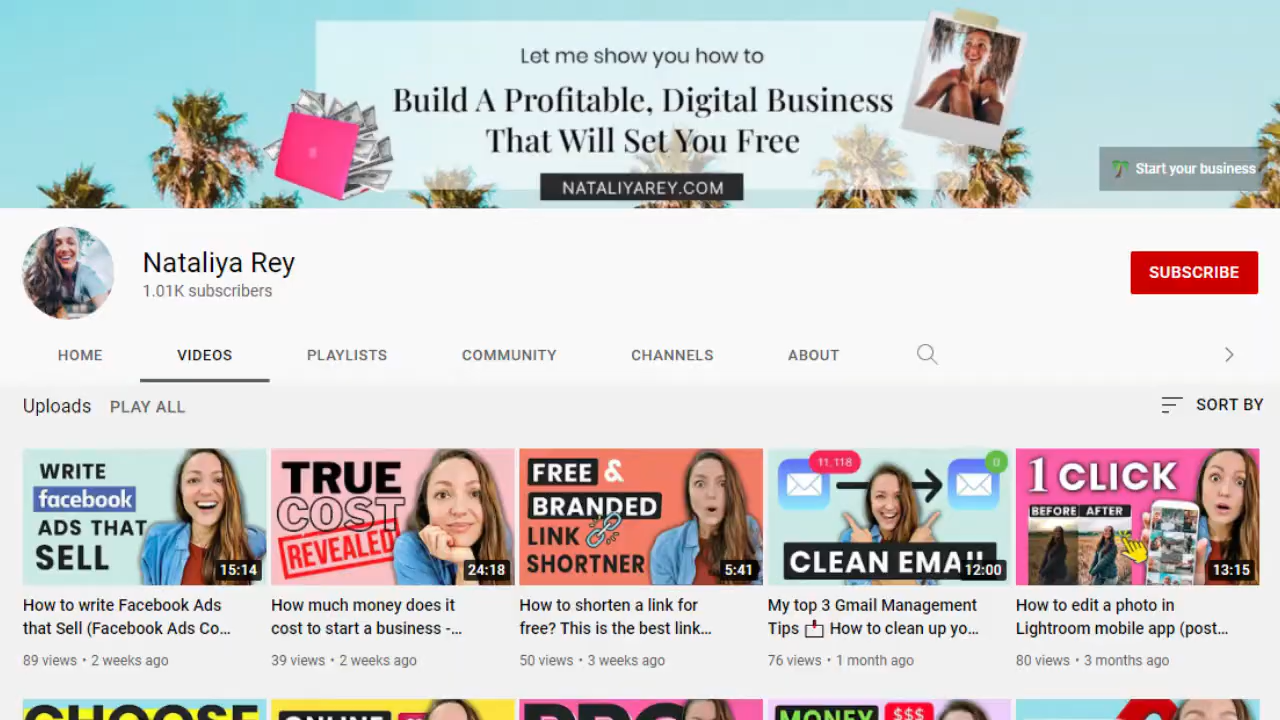 Let me show you how to
Build A Profitable, Digital Business
That Will Set You Free
NATALIYAREY.COM
Start your business
Nataliya Rey
1.01K subscribers
SUBSCRIBE
HOME VIDEOS PLAYLISTS COMMUNITY CHANNELS ABOUT
Uploads PLAY ALL
SORT BY
WRITE
facebook
ADS THAT
SELL
15:14
TRUE
COST
REVEALED
24:18
FREE &
BRANDED
LINK
SHORTNER
5:41
11,118
0
CLEAN EMAIL
12:00
1 CLICK
BEFORE AFTER
13:15
How to write Facebook Ads
that Sell (Facebook Ads Co...
89 views • 2 weeks ago
How much money does it
cost to start a business -...
39 views • 2 weeks ago
How to shorten a link for
free? This is the best link...
50 views • 3 weeks ago
My top 3 Gmail Management
Tips 📩 How to clean up yo...
76 views • 1 month ago
How to edit a photo in
Lightroom mobile app (post...
80 views • 3 months ago
CHOOSE
ONLINE
MONEY
$$$